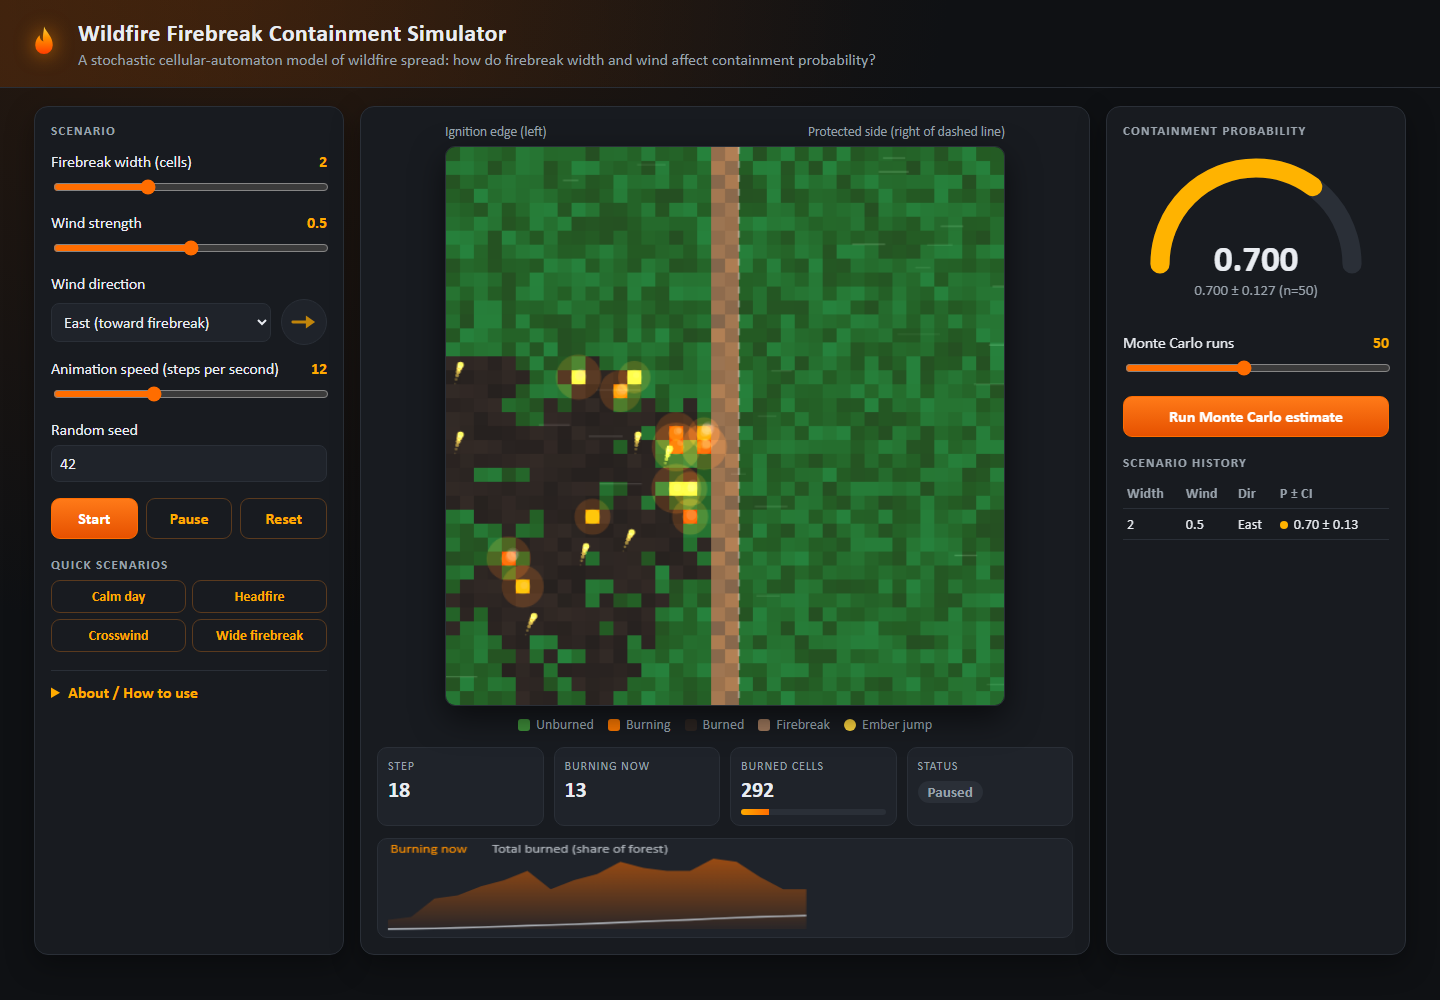 Wildfire Firebreak Containment Simulator
A stochastic cellular-automaton model of wildfire spread: how do firebreak width and wind affect containment probability?
SCENARIO
Firebreak width (cells) 2
Wind strength 0.5
Wind direction
East (toward firebreak)
Animation speed (steps per second) 12
Random seed
42
Start Pause Reset
QUICK SCENARIOS
Calm day Headfire
Crosswind Wide firebreak
About / How to use
Ignition edge (left) Protected side (right of dashed line)
Unburned Burning Burned Firebreak Ember jump
STEP
18
BURNING NOW
13
BURNED CELLS
292
STATUS
Paused
Burning now Total burned (share of forest)
CONTAINMENT PROBABILITY
0.700
0.700 ± 0.127 (n=50)
Monte Carlo runs 50
Run Monte Carlo estimate
SCENARIO HISTORY
Width Wind Dir P ± CI
2 0.5 East 0.70 ± 0.13